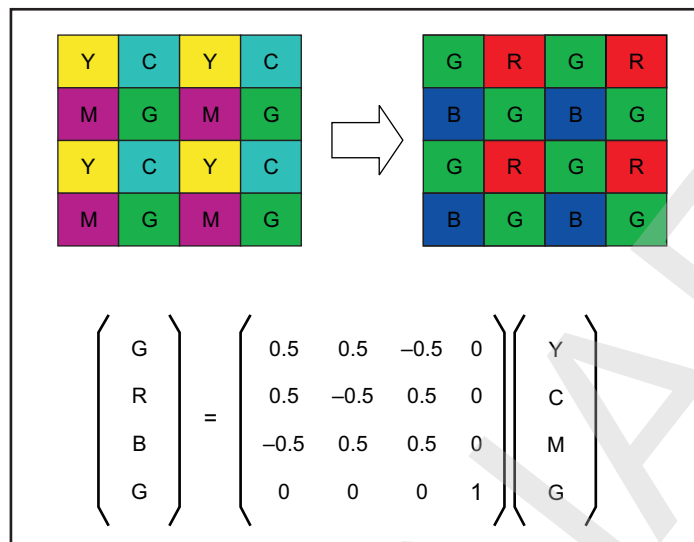 Y C Y C
M G M G
Y C Y C
M G M G
G R G R
B G B G
G R G R
B G B G
G
R
B
G
=
0.5 0.5 –0.5 0
0.5 –0.5 0.5 0
–0.5 0.5 0.5 0
0 0 0 1
Y
C
M
G